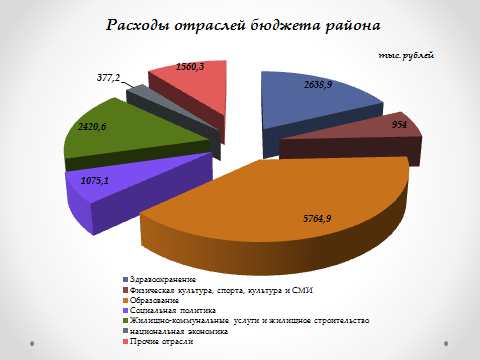 Расходы отраслей бюджета района
тыс. рублей
1560,3
2638,9
377,2
954
2420,6
1075,1
5764,9
Здравоохранение
Физическая культура, спорта, культура и СМИ
Образование
Социальная политика
Жилищно-коммунальные услуги и жилищное строительство
национальная экономика
Прочие отрасли